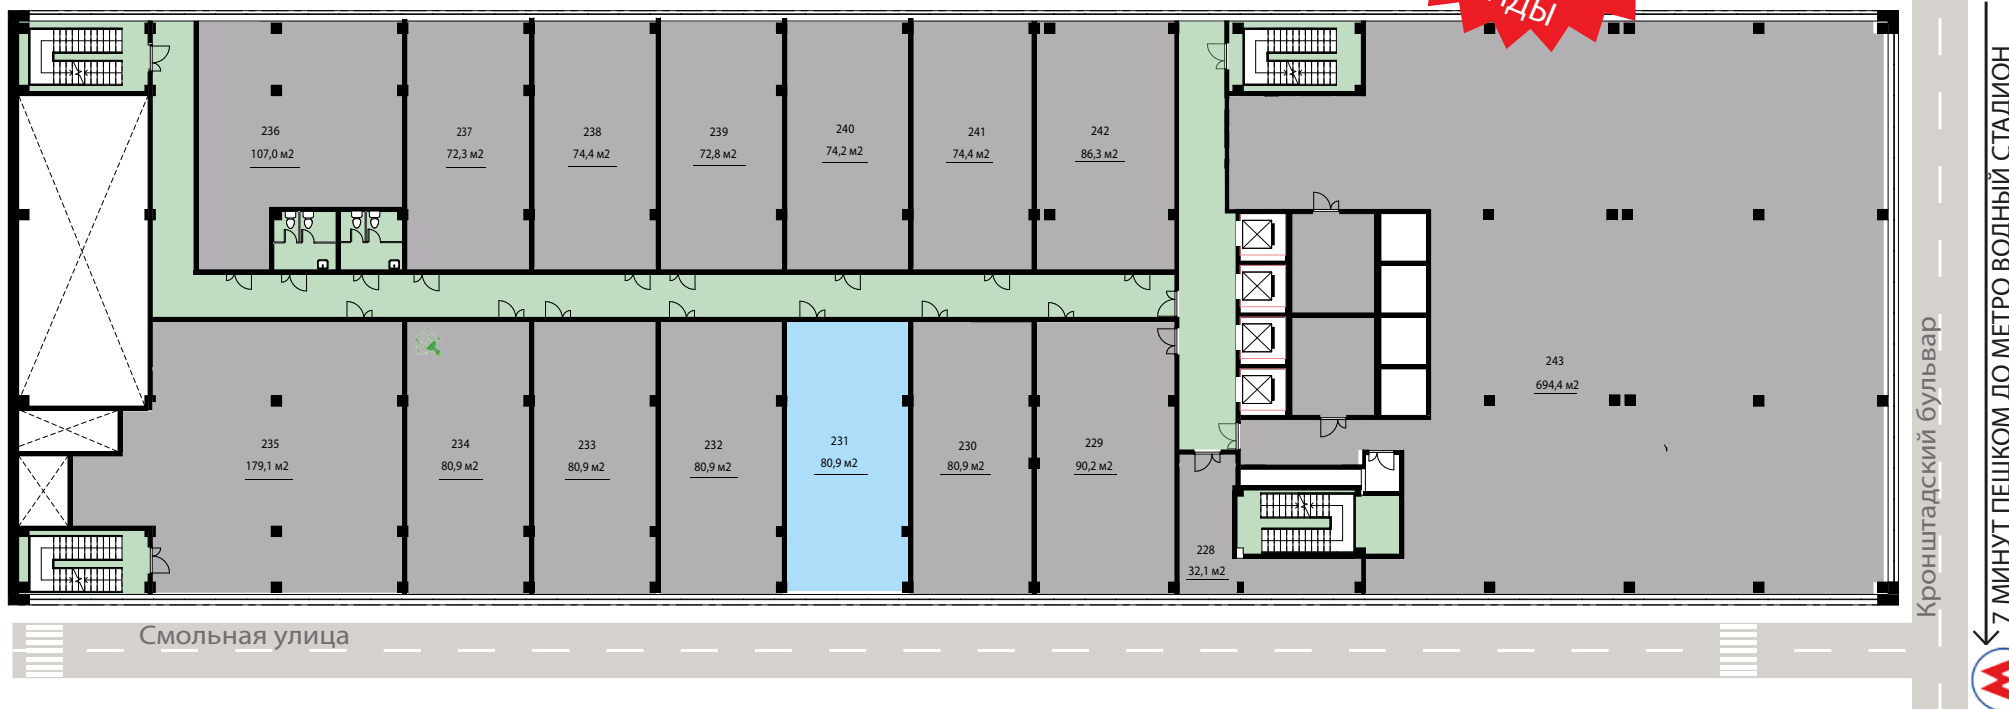 236
107,0 м2
237
72,3 м2
238
74,4 м2
239
72,8 м2
240
74,2 м2
241
74,4 м2
242
86,3 м2
243
694,4 м2
235
179,1 м2
234
80,9 м2
233
80,9 м2
232
80,9 м2
231
80,9 м2
230
80,9 м2
229
90,2 м2
228
32,1 м2
Смольная улица
Кронштадский бульвар
7 МИНУТ ПЕШКОМ ДО МЕТРО ВОДНЫЙ СТАДИОН